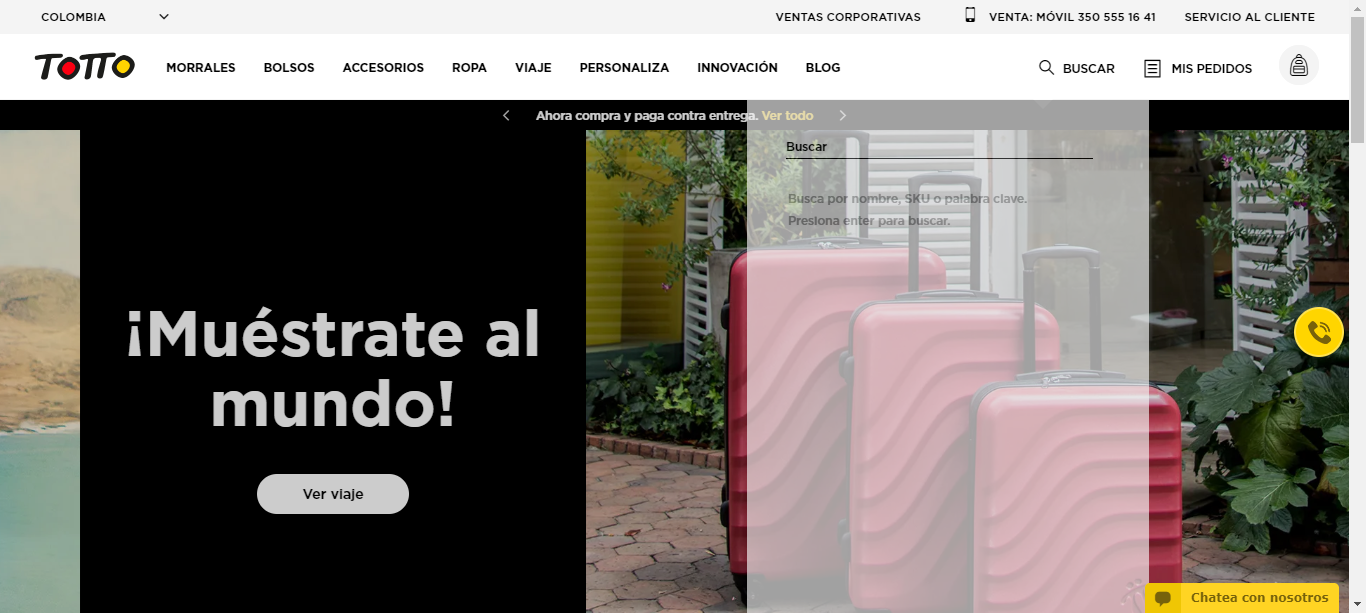 COLOMBIA
VENTAS CORPORATIVAS
VENTA: MÓVIL 350 555 16 41
SERVICIO AL CLIENTE
TOTTO
MORRALES
BOLSOS
ACCESORIOS
ROPA
VIAJE
PERSONALIZA
INNOVACIÓN
BLOG
BUSCAR
MIS PEDIDOS
Ahora compra y paga contra entrega. Ver todo
Buscar
Busca por nombre, SKU o palabra clave.
Presiona enter para buscar.
¡Muéstrate al
mundo!
Ver viaje
Chatea con nosotros